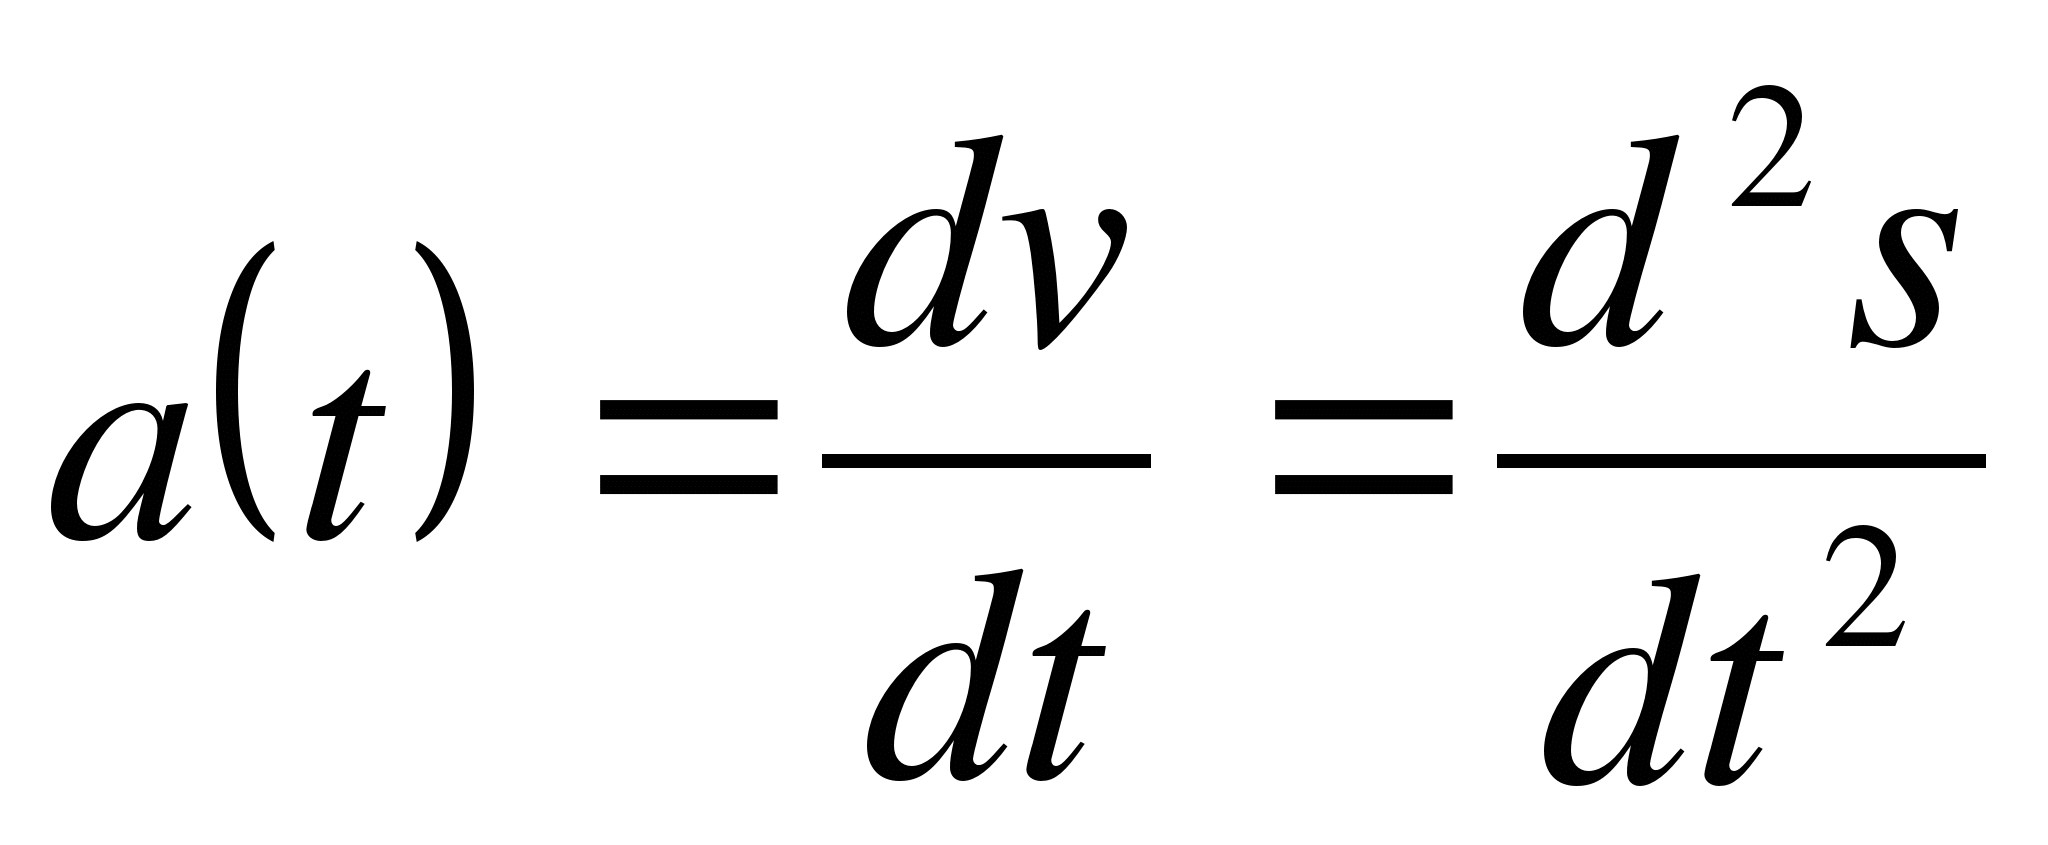 a(t) = dv/dt = d²s/dt²